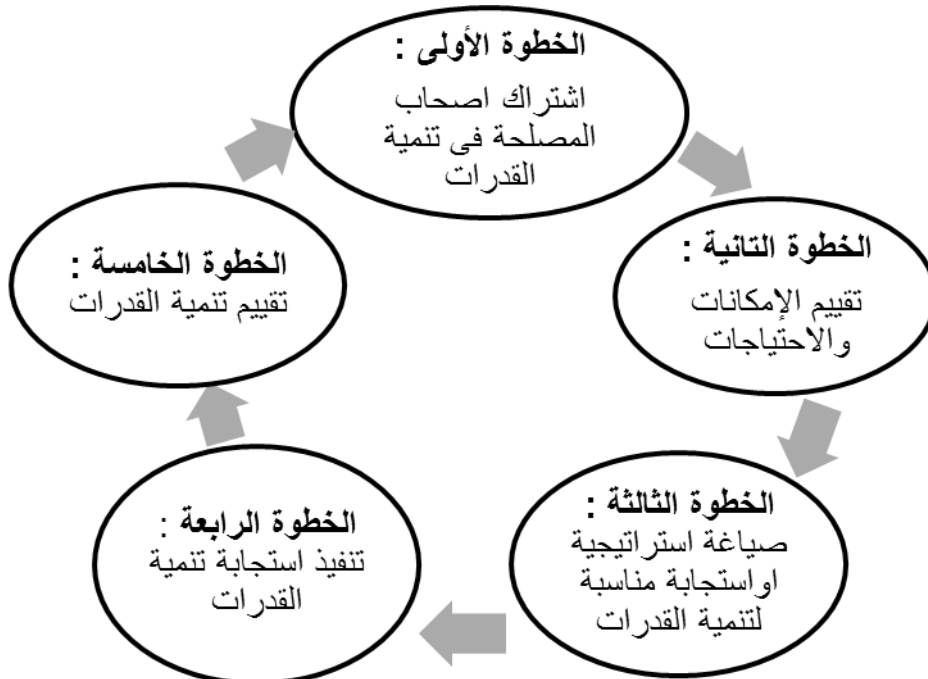 الخطوة الأولى :
اشتراك اصحاب
المصلحة فى تنمية
القدرات
الخطوة التانية :
تقييم الإمكانات
والاحتياجات
الخطوة الثالثة :
صياغة استراتيجية
اواستجابة مناسبة
لتنمية القدرات
الخطوة الرابعة :
تنفيذ استجابة تنمية
القدرات
الخطوة الخامسة :
تقييم تنمية القدرات